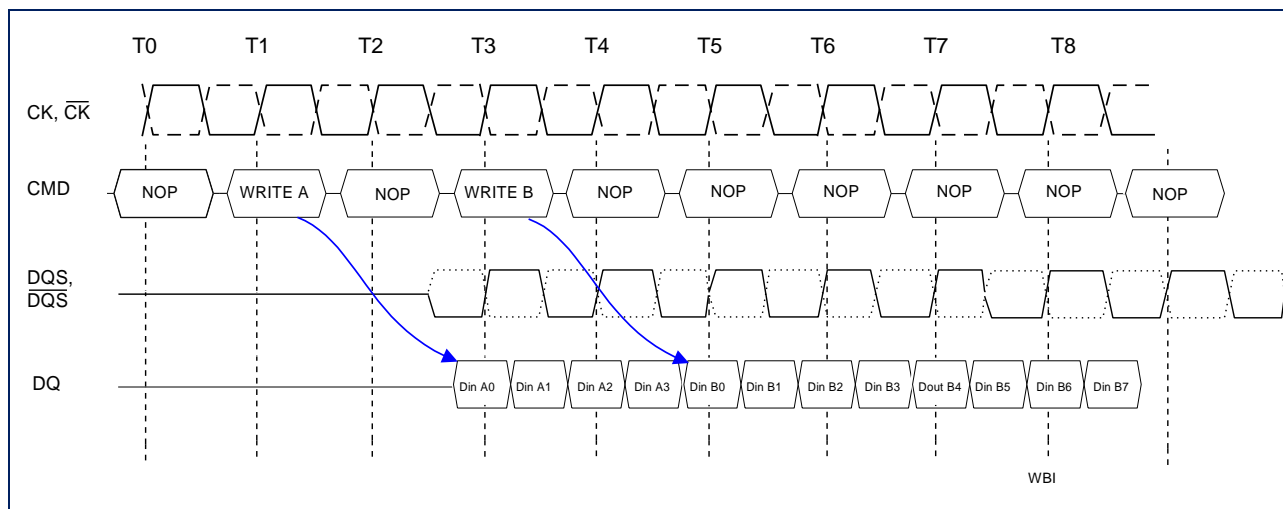 T0 T1 T2 T3 T4 T5 T6 T7 T8
CK, CK
CMD NOP WRITE A NOP WRITE B NOP NOP NOP NOP NOP NOP
DQS,
DQS
DQ Din A0 Din A1 Din A2 Din A3 Din B0 Din B1 Din B2 Din B3 Dout B4 Din B5 Din B6 Din B7
WBI